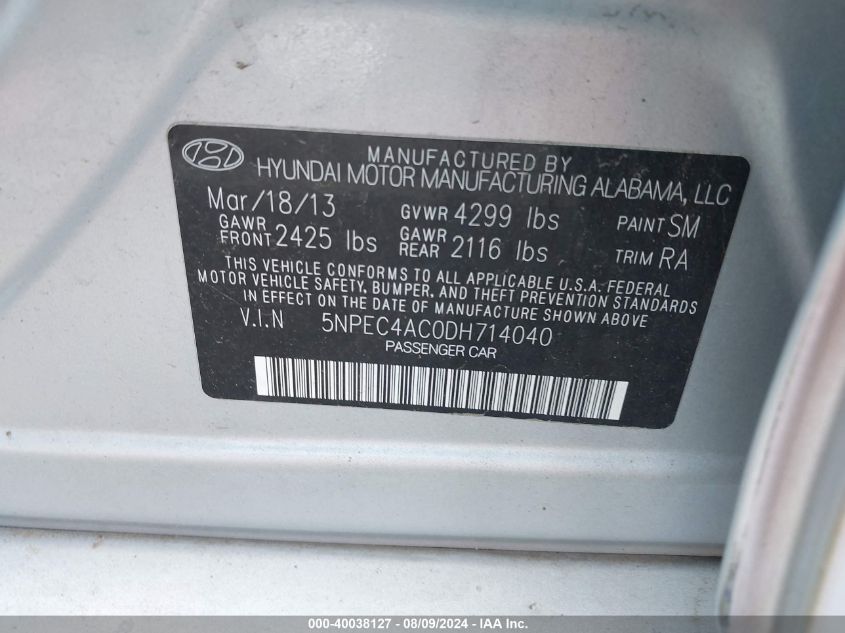 MANUFACTURED BY
HYUNDAI MOTOR MANUFACTURING ALABAMA, LLC
Mar/18/13 GVWR 4299 lbs PAINT SM
GAWR FRONT 2425 lbs GAWR REAR 2116 lbs TRIM RA
THIS VEHICLE CONFORMS TO ALL APPLICABLE U.S.A. FEDERAL
MOTOR VEHICLE SAFETY, BUMPER, AND THEFT PREVENTION STANDARDS
IN EFFECT ON THE DATE OF MANUFACTURE SHOWN ABOVE
V.I.N 5NPEC4AC0DH714040
PASSENGER CAR
000-40038127 - 08/09/2024 - IAA Inc.